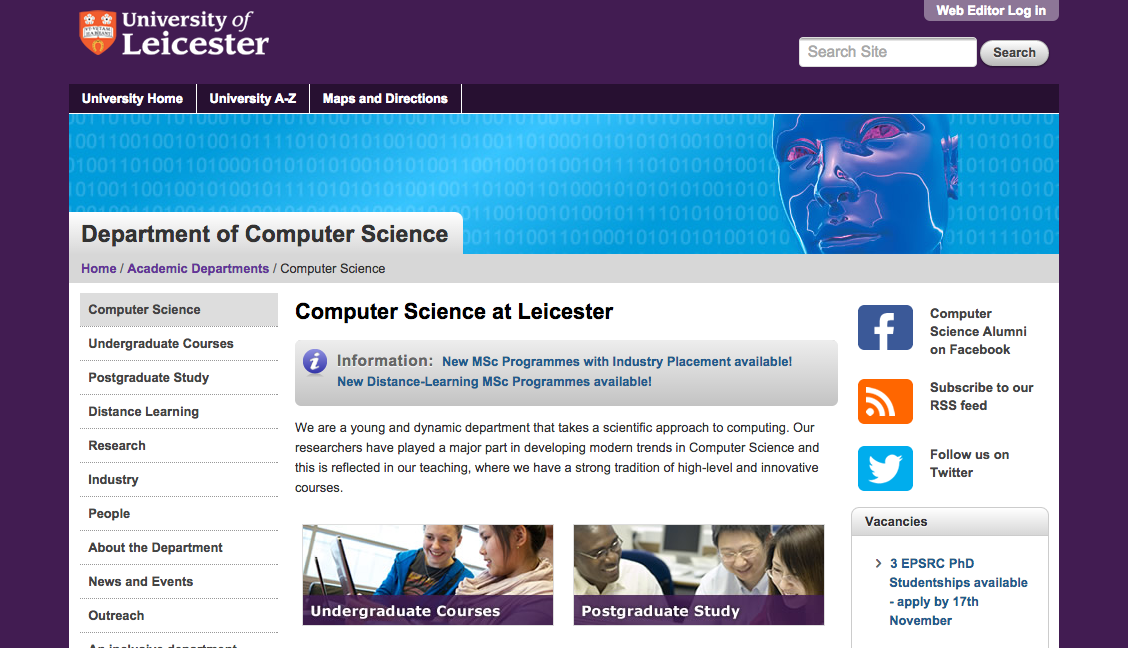 Web Editor Log In
University of
Leicester
Search Site
Search
University Home
University A-Z
Maps and Directions
Department of Computer Science
Home / Academic Departments / Computer Science
Computer Science
Undergraduate Courses
Postgraduate Study
Distance Learning
Research
Industry
People
About the Department
News and Events
Outreach
An inclusive department
Computer Science at Leicester
Information: New MSc Programmes with Industry Placement available!
New Distance-Learning MSc Programmes available!
We are a young and dynamic department that takes a scientific approach to computing. Our
researchers have played a major part in developing modern trends in Computer Science and
this is reflected in our teaching, where we have a strong tradition of high-level and innovative
courses.
Undergraduate Courses
Postgraduate Study
Computer
Science Alumni
on Facebook
Subscribe to our
RSS feed
Follow us on
Twitter
Vacancies
3 EPSRC PhD
Studentships available
- apply by 17th
November